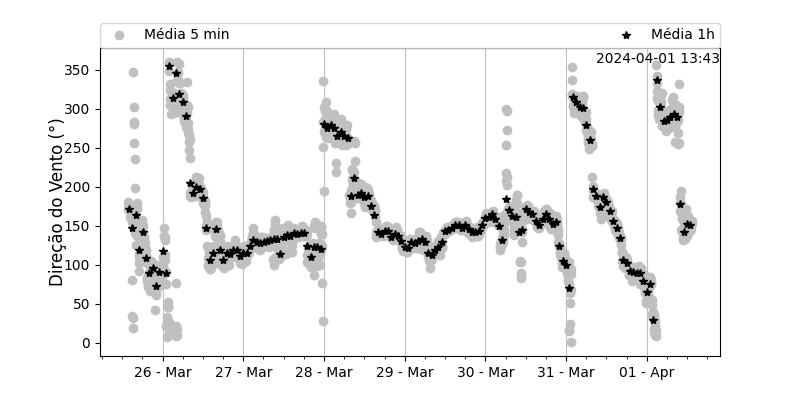 Média 5 min
Média 1h
2024-04-01 13:43
Direção do Vento (°)
350
300
250
200
150
100
50
0
26 - Mar
27 - Mar
28 - Mar
29 - Mar
30 - Mar
31 - Mar
01 - Apr